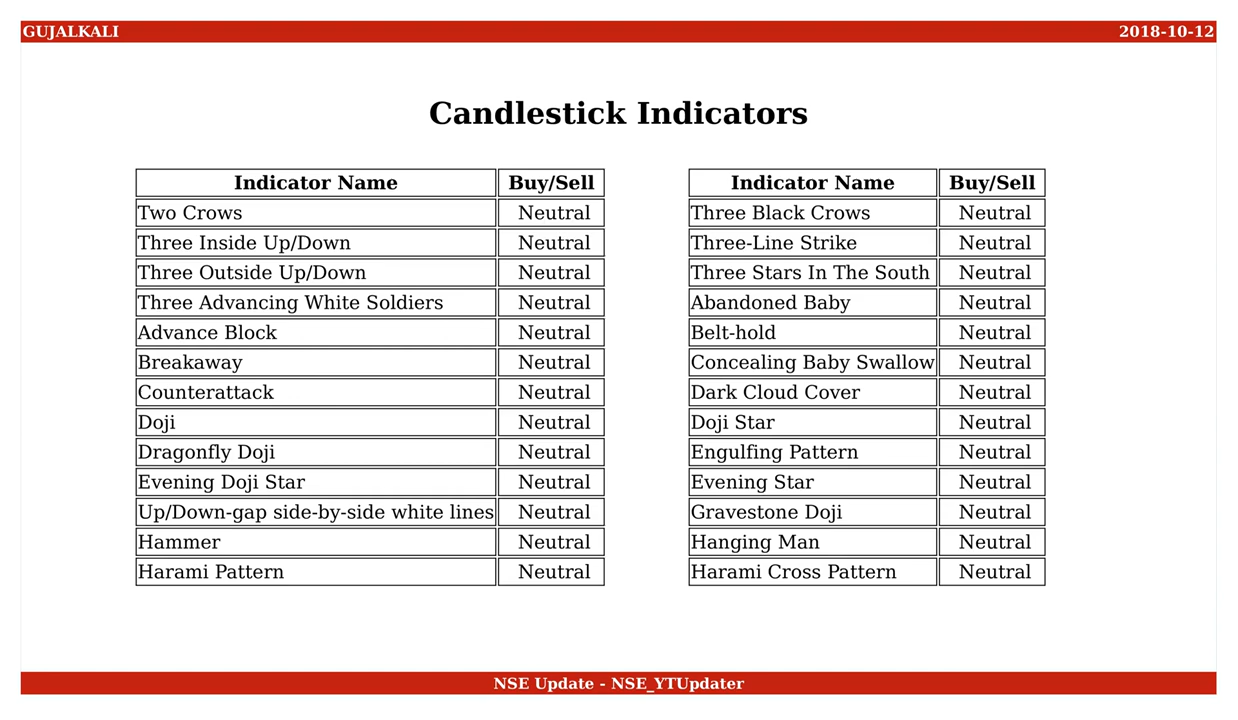 GUJALKALI 2018-10-12
Candlestick Indicators
Indicator Name Buy/Sell
Two Crows Neutral
Three Inside Up/Down Neutral
Three Outside Up/Down Neutral
Three Advancing White Soldiers Neutral
Advance Block Neutral
Breakaway Neutral
Counterattack Neutral
Doji Neutral
Dragonfly Doji Neutral
Evening Doji Star Neutral
Up/Down-gap side-by-side white lines Neutral
Hammer Neutral
Harami Pattern Neutral
Indicator Name Buy/Sell
Three Black Crows Neutral
Three-Line Strike Neutral
Three Stars In The South Neutral
Abandoned Baby Neutral
Belt-hold Neutral
Concealing Baby Swallow Neutral
Dark Cloud Cover Neutral
Doji Star Neutral
Engulfing Pattern Neutral
Evening Star Neutral
Gravestone Doji Neutral
Hanging Man Neutral
Harami Cross Pattern Neutral
NSE Update - NSE_YTUpdater